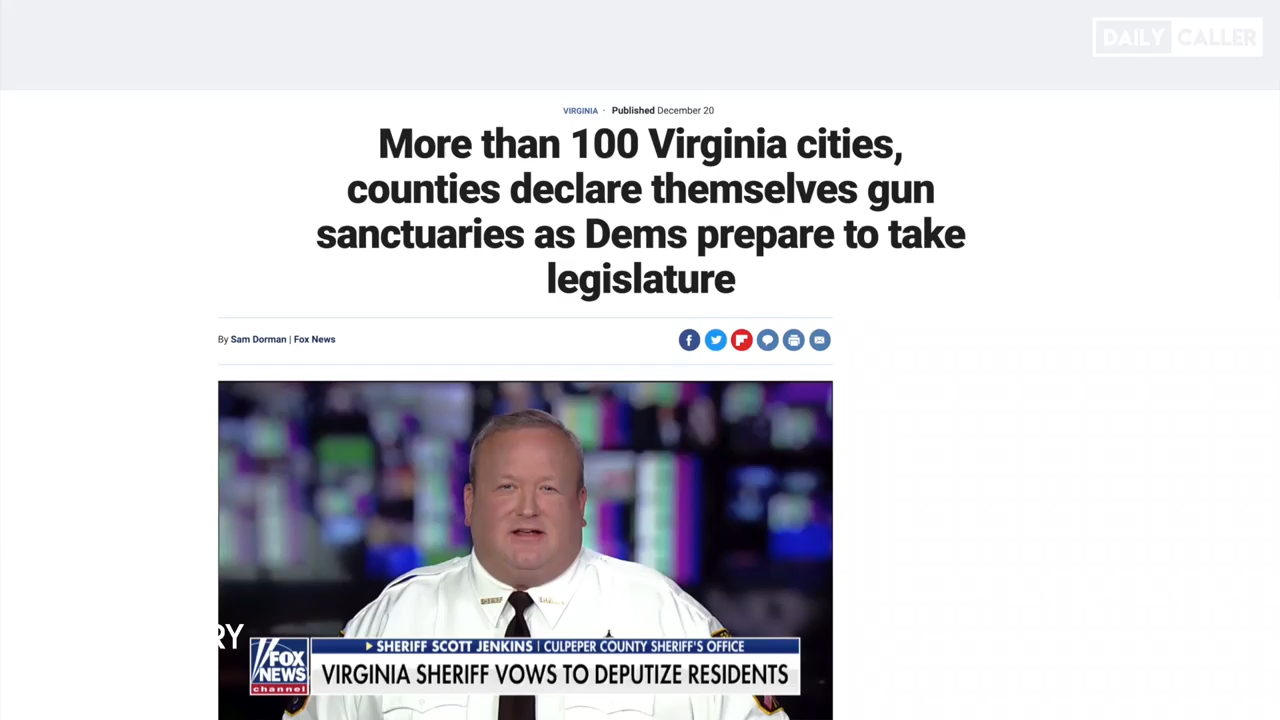 DAILY CALLER
VIRGINIA · Published December 20
More than 100 Virginia cities,
counties declare themselves gun
sanctuaries as Dems prepare to take
legislature
By Sam Dorman | Fox News
RY
SHERIFF SCOTT JENKINS | CULPEPER COUNTY SHERIFF'S OFFICE
FOX
NEWS
channel
VIRGINIA SHERIFF VOWS TO DEPUTIZE RESIDENTS